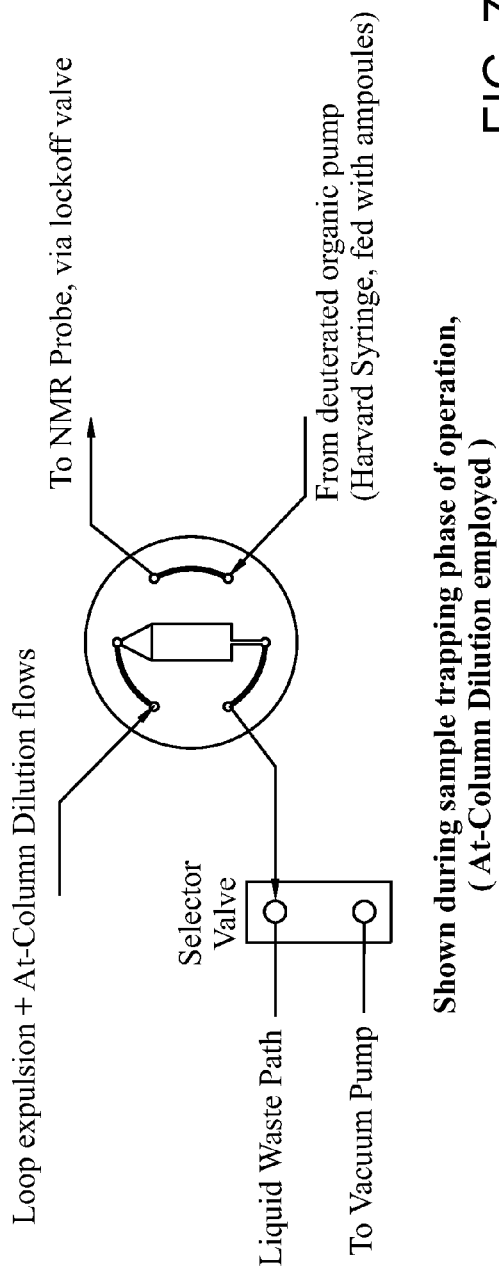 Loop expulsion + At-Column Dilution flows
To NMR Probe, via lockoff valve
Selector
Valve
Liquid Waste Path
To Vacuum Pump
From deuterated organic pump
(Harvard Syringe, fed with ampoules)
Shown during sample trapping phase of operation,
( At-Column Dilution employed )
FIG